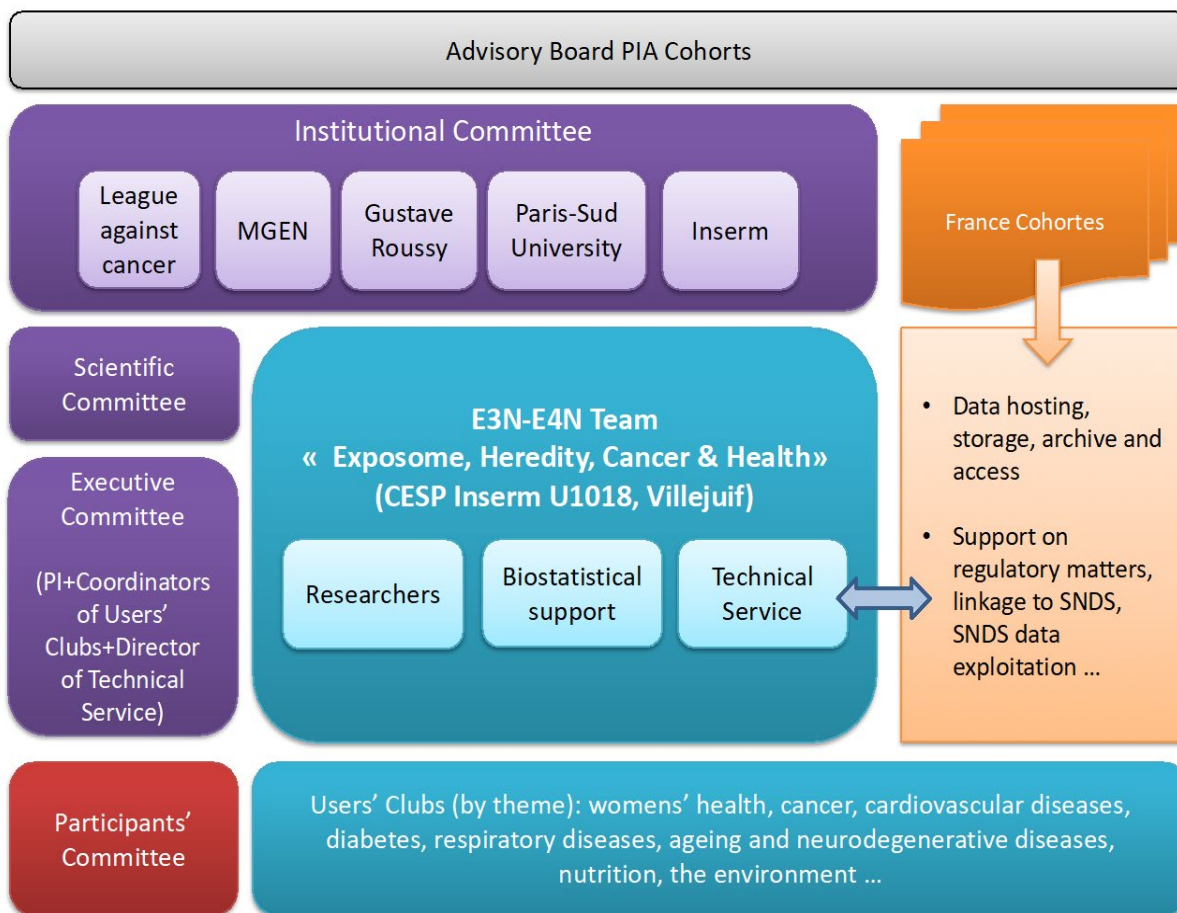 Advisory Board PIA Cohorts
Institutional Committee
League
against
cancer
MGEN
Gustave
Roussy
Paris-Sud
University
Inserm
France Cohortes
Scientific
Committee
Executive
Committee
(PI+Coordinators
of Users’
Clubs+Director
of Technical
Service)
E3N-E4N Team
«  Exposome, Heredity, Cancer & Health»
(CESP Inserm U1018, Villejuif)
Researchers
Biostatistical
support
Technical
Service
• Data hosting,
storage, archive and
access
• Support on
regulatory matters,
linkage to SNDS,
SNDS data
exploitation ...
Participants’
Committee
Users’ Clubs (by theme): womens’ health, cancer, cardiovascular diseases,
diabetes, respiratory diseases, ageing and neurodegenerative diseases,
nutrition, the environment ...